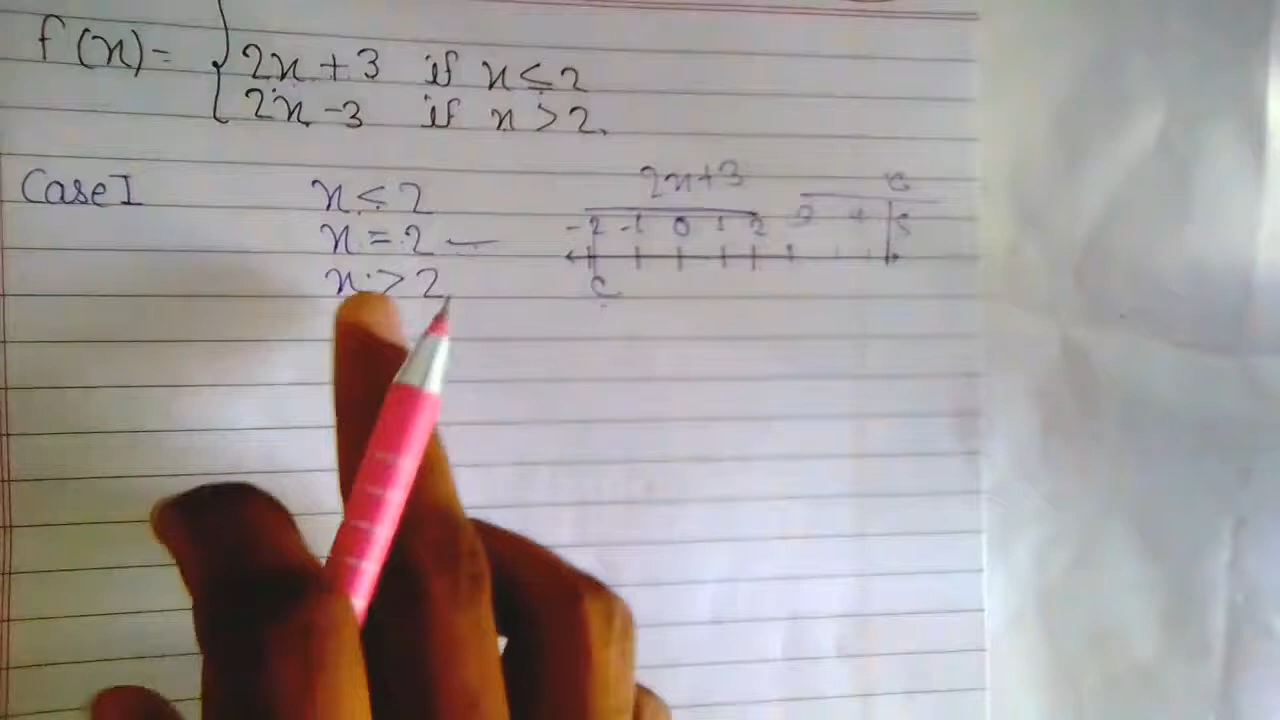 f(x) = { 2x + 3 if x ≤ 2
2x - 3 if x > 2.
Case I
x < 2
x = 2 —
x > 2
2x+3
c
-2 -1 0 1 2 3 4 5
c